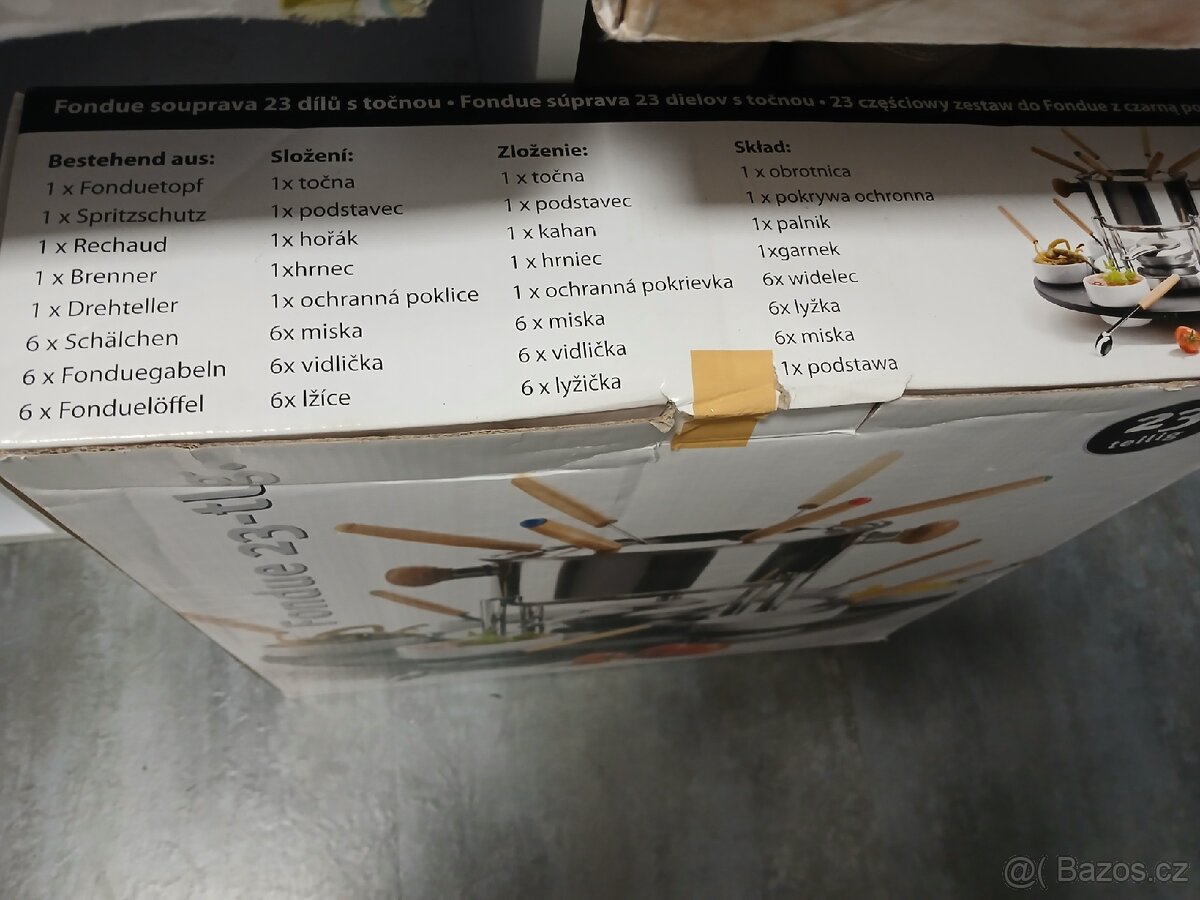 Fondue souprava 23 dílů s točnou • Fondue súprava 23 dielov s točnou • 23 częściowy zestaw do Fondue z czarną
Bestehend aus:
1 x Fonduetopf
1 x Spritzschutz
1 x Rechaud
1 x Brenner
1 x Drehteller
6 x Schälchen
6 x Fonduegabeln
6 x Fonduelöffel
Složení:
1x točna
1x podstavec
1x hořák
1xhrnec
1x ochranná poklice
6x miska
6x vidlička
6x lžíce
Zloženie:
1 x točna
1 x podstavec
1 x kahan
1 x hrniec
1 x ochranná pokrievka
6 x miska
6 x vidlička
6 x lyžička
Skład:
1 x obrotnica
1 x pokrywa ochronna
1x palnik
1xgarnek
6x widelec
6x lyžka
6x miska
1x podstawa
23
teilig
Fondue 23-tlg.
@( Bazos.cz